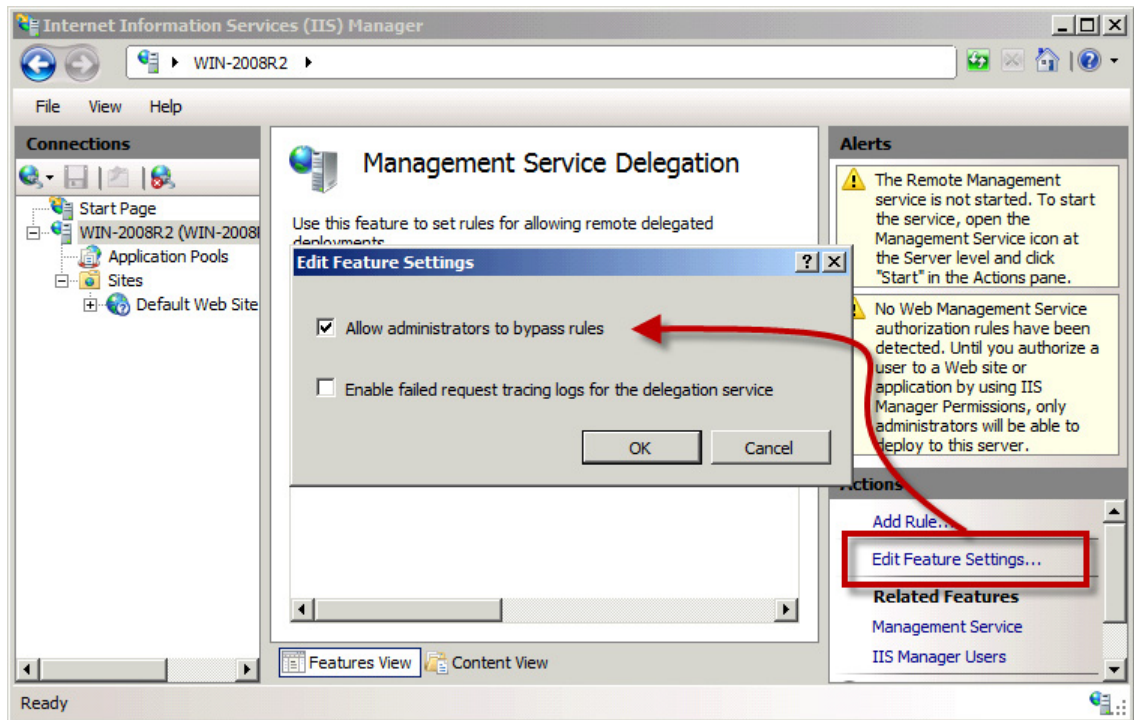 Internet Information Services (IIS) Manager
WIN-2008R2
File View Help
Connections
Start Page
WIN-2008R2 (WIN-2008
Application Pools
Sites
Default Web Site
Management Service Delegation
Use this feature to set rules for allowing remote delegated
deployments
Edit Feature Settings
Allow administrators to bypass rules
Enable failed request tracing logs for the delegation service
OK Cancel
Features View Content View
Alerts
The Remote Management
service is not started. To start
the service, open the
Management Service icon at
the Server level and click
"Start" in the Actions pane.
No Web Management Service
authorization rules have been
detected. Until you authorize a
user to a Web site or
application by using IIS
Manager Permissions, only
administrators will be able to
deploy to this server.
Actions
Add Rule...
Edit Feature Settings...
Related Features
Management Service
IIS Manager Users
Ready